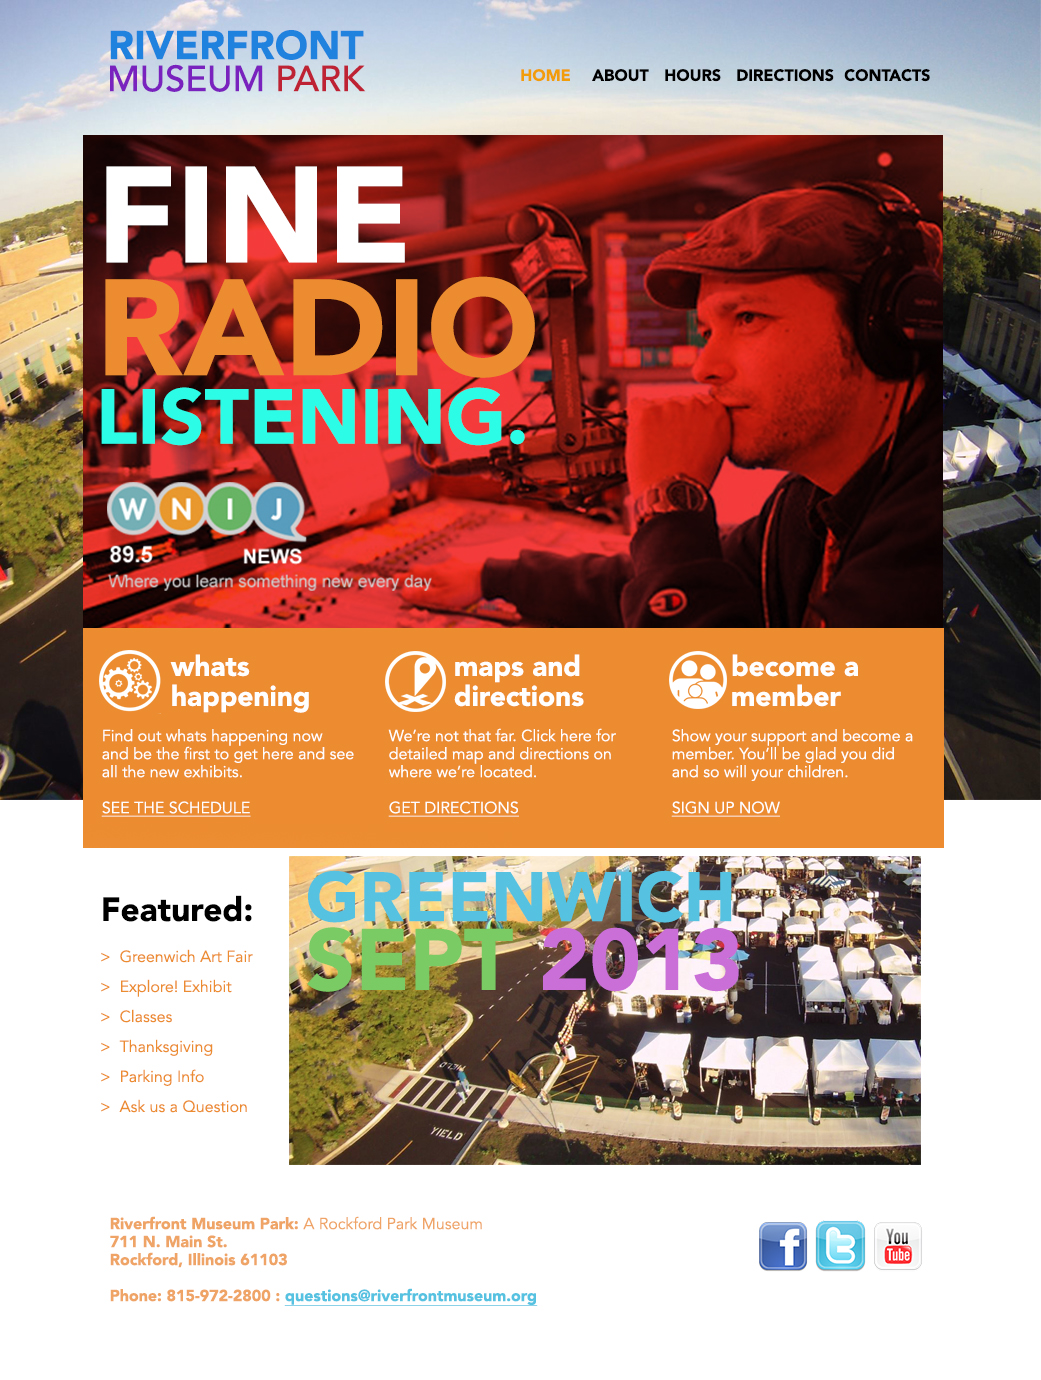 RIVERFRONT
MUSEUM PARK
HOME ABOUT HOURS DIRECTIONS CONTACTS
FINE
RADIO
LISTENING.
WNIJ
89.5 NEWS
Where you learn something new every day
SONY
whats
happening
Find out whats happening now
and be the first to get here and see
all the new exhibits.
SEE THE SCHEDULE
maps and
directions
We're not that far. Click here for
detailed map and directions on
where we're located.
GET DIRECTIONS
become a
member
Show your support and become a
member. You'll be glad you did
and so will your children.
SIGN UP NOW
Featured:
> Greenwich Art Fair
> Explore! Exhibit
> Classes
> Thanksgiving
> Parking Info
> Ask us a Question
GREENWICH
SEPT 2013
YIELD
Riverfront Museum Park: A Rockford Park Museum
711 N. Main St.
Rockford, Illinois 61103
Phone: 815-972-2800 : questions@riverfrontmuseum.org
f
t
You
Tube